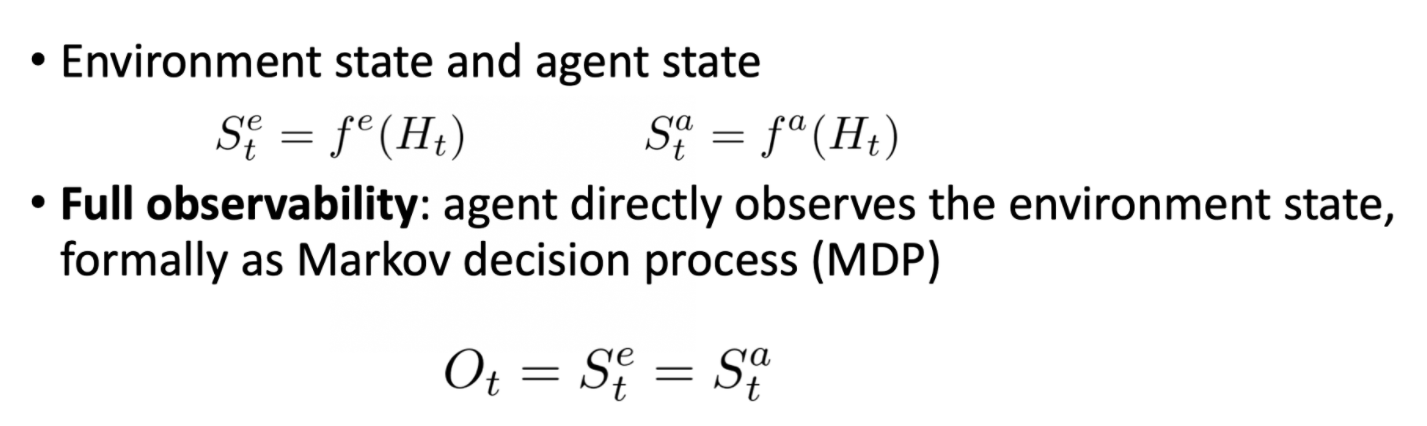 • Environment state and agent state
S_t^e = f^e(H_t) S_t^a = f^a(H_t)
• Full observability: agent directly observes the environment state,
formally as Markov decision process (MDP)
O_t = S_t^e = S_t^a